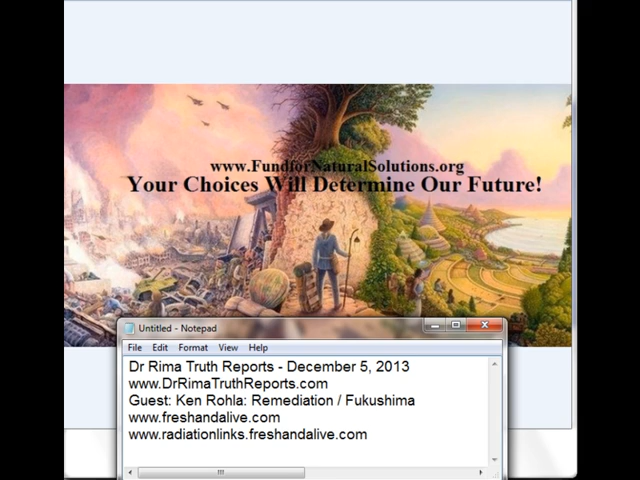 www.FundforNaturalSolutions.org
Your Choices Will Determine Our Future!
Untitled - Notepad
File Edit Format View Help
Dr Rima Truth Reports - December 5, 2013
www.DrRimaTruthReports.com
Guest: Ken Rohla: Remediation / Fukushima
www.freshandalive.com
www.radiationlinks.freshandalive.com